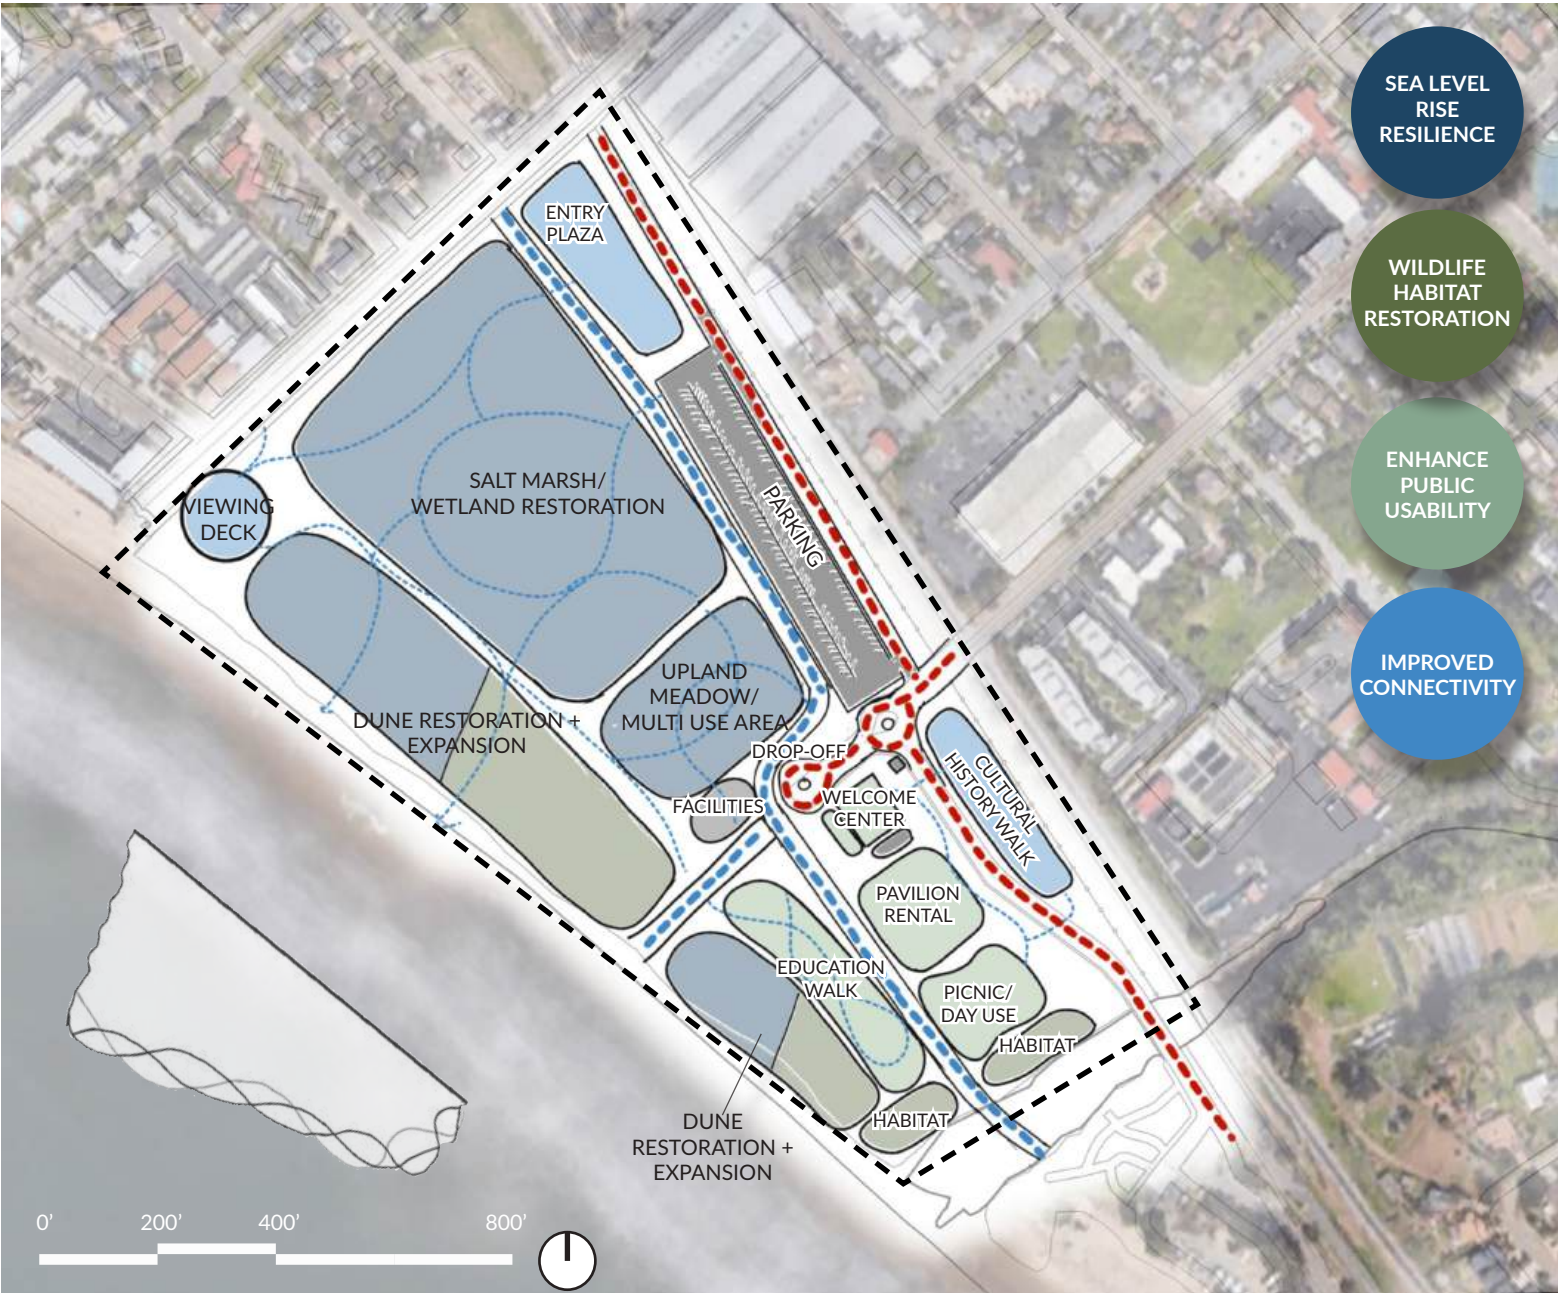 SEA LEVEL
RISE
RESILIENCE
WILDLIFE
HABITAT
RESTORATION
ENHANCE
PUBLIC
USABILITY
IMPROVED
CONNECTIVITY
ENTRY
PLAZA
SALT MARSH/
WETLAND RESTORATION
VIEWING
DECK
PARKING
UPLAND
MEADOW/
MULTI USE AREA
DUNE RESTORATION +
EXPANSION
DROP-OFF
FACILITIES
WELCOME
CENTER
CULTURAL
HISTORY WALK
PAVILION
RENTAL
EDUCATION
WALK
PICNIC/
DAY USE
HABITAT
HABITAT
DUNE
RESTORATION +
EXPANSION
0' 200' 400' 800'